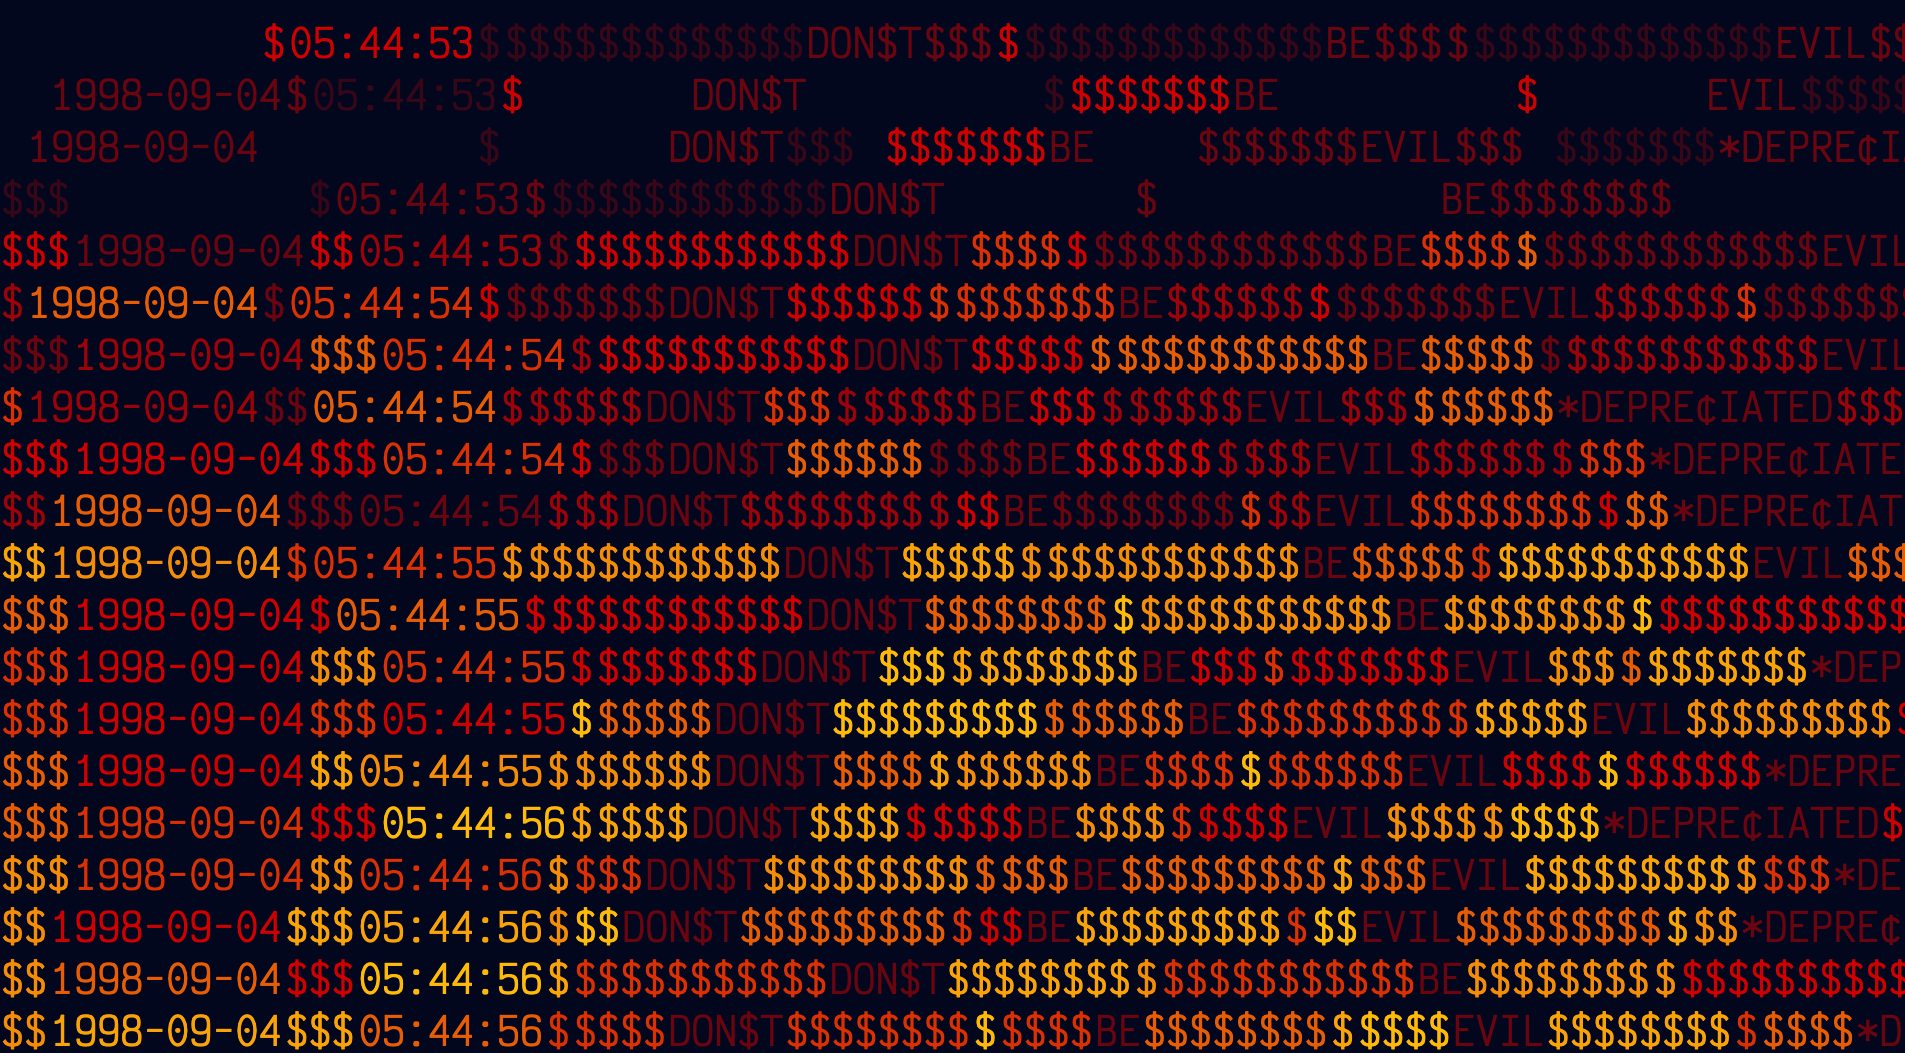 $05:44:53$$$$$$$$$$$$$$DON$T$$$$$$$$$$$$$$$$$BE$$$$$$$$$$$$$$$$$EVIL$$
1998-09-04$05:44:53$ DON$T $$$$$$$$BE $ EVIL$$$$$
1998-09-04 $ DON$T$$$ $$$$$$$BE $$$$$$$EVIL$$$ $$$$$$$*DEPRE¢I
$$$ $05:44:53$$$$$$$$$$$$$DON$T $ BE$$$$$$$$
$$$1998-09-04$$05:44:53$$$$$$$$$$$$$DON$T$$$$$$$$$$$$$$$$$BE$$$$$$$$$$$$$$$$$EVIL
$1998-09-04$05:44:54$$$$$$$$DON$T$$$$$$$$$$$$$$BE$$$$$$$$$$$$$$EVIL$$$$$$$$$$$$$$
$$$1998-09-04$$$05:44:54$$$$$$$$$$$$DON$T$$$$$$$$$$$$$$$$$BE$$$$$$$$$$$$$$$$$EVIL
$1998-09-04$$05:44:54$$$$$$DON$T$$$$$$$$$BE$$$$$$$$$EVIL$$$$$$$$$*DEPRE¢IATED$$$
$$$1998-09-04$$$05:44:54$$$$DON$T$$$$$$$$$$BE$$$$$$$$$$EVIL$$$$$$$$$$*DEPRE¢IATE
$$1998-09-04$$$05:44:54$$$DON$T$$$$$$$$$$$BE$$$$$$$$$$$EVIL$$$$$$$$$$$*DEPRE¢IAT
$$1998-09-04$05:44:55$$$$$$$$$$$$DON$T$$$$$$$$$$$$$$$$$BE$$$$$$$$$$$$$$$$$EVIL$$$
$$$1998-09-04$05:44:55$$$$$$$$$$$$DON$T$$$$$$$$$$$$$$$$$$$$BE$$$$$$$$$$$$$$$$$$$$
$$$1998-09-04$$$05:44:55$$$$$$$$DON$T$$$$$$$$$$$BE$$$$$$$$$$$EVIL$$$$$$$$$$$*DEP
$$$1998-09-04$$$05:44:55$$$$$$DON$T$$$$$$$$$$$$$$$BE$$$$$$$$$$$$$$$EVIL$$$$$$$$$$
$$$1998-09-04$$05:44:55$$$$$$$DON$T$$$$$$$$$$$BE$$$$$$$$$$$EVIL$$$$$$$$$$$*DEPRE
$$$1998-09-04$$$05:44:56$$$$$DON$T$$$$$$$$$BE$$$$$$$$$EVIL$$$$$$$$$*DEPRE¢IATED$
$$$1998-09-04$$05:44:56$$$$DON$T$$$$$$$$$$$$$BE$$$$$$$$$$$$$EVIL$$$$$$$$$$$$$*DE
$$1998-09-04$$$05:44:56$$$DON$T$$$$$$$$$$$$BE$$$$$$$$$$$$EVIL$$$$$$$$$$$$*DEPRE¢
$$1998-09-04$$$05:44:56$$$$$$$$$$$$DON$T$$$$$$$$$$$$$$$$$$$$BE$$$$$$$$$$$$$$$$$$$
$$1998-09-04$$$05:44:56$$$$$DON$T$$$$$$$$$$$$$BE$$$$$$$$$$$$$EVIL$$$$$$$$$$$$$*D